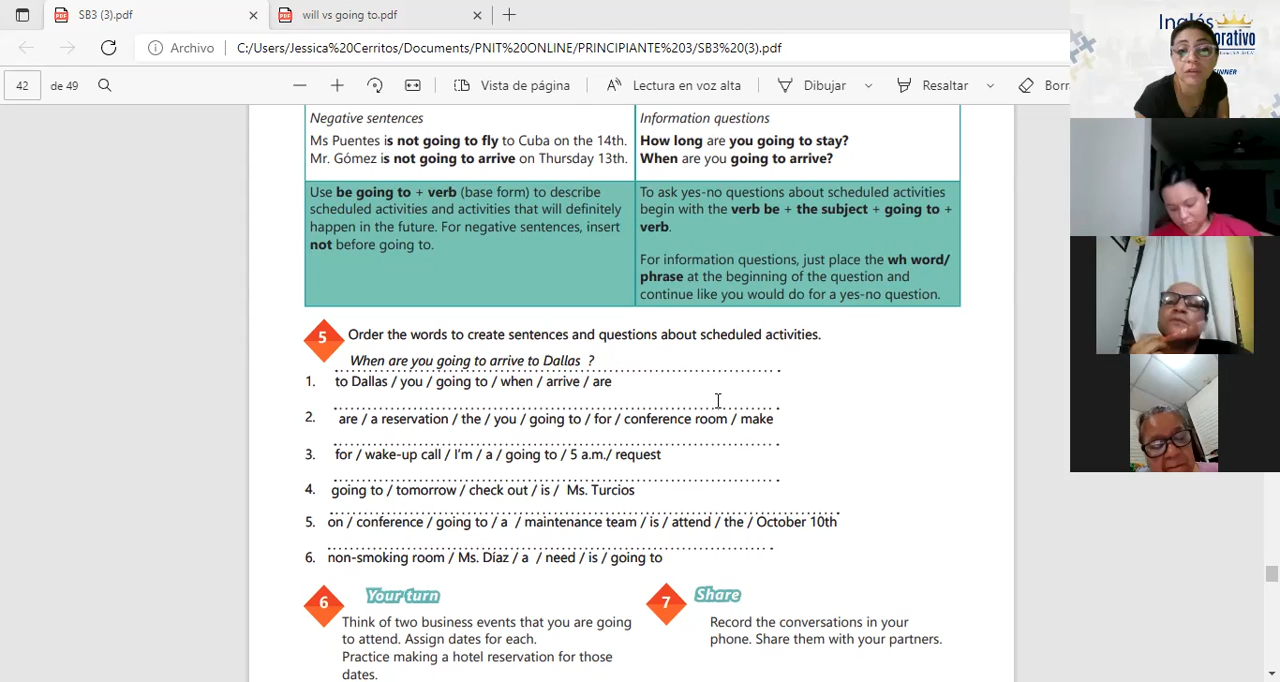 SB3 (3).pdf
will vs going to.pdf
Archivo C:/Users/Jessica%20Cerritos/Documents/PNIT%20ONLINE/PRINCIPIANTE%203/SB3%20(3).pdf
42 de 49 Vista de página Lectura en voz alta Dibujar Resaltar Bor
Inglés
orativo
INNER
Negative sentences
Ms Puentes is not going to fly to Cuba on the 14th.
Mr. Gómez is not going to arrive on Thursday 13th.
Information questions
How long are you going to stay?
When are you going to arrive?
Use be going to + verb (base form) to describe
scheduled activities and activities that will definitely
happen in the future. For negative sentences, insert
not before going to.
To ask yes-no questions about scheduled activities
begin with the verb be + the subject + going to +
verb.
For information questions, just place the wh word/
phrase at the beginning of the question and
continue like you would do for a yes-no question.
5 Order the words to create sentences and questions about scheduled activities.
When are you going to arrive to Dallas ?
1. to Dallas / you / going to / when / arrive / are
2. are / a reservation / the / you / going to / for / conference room / make
3. for / wake-up call / I'm / a / going to / 5 a.m./ request
4. going to / tomorrow / check out / is / Ms. Turcios
5. on / conference / going to / a / maintenance team / is / attend / the / October 10th
6. non-smoking room / Ms. Díaz / a / need / is / going to
6 Your turn
Think of two business events that you are going
to attend. Assign dates for each.
Practice making a hotel reservation for those
dates.
7 Share
Record the conversations in your
phone. Share them with your partners.